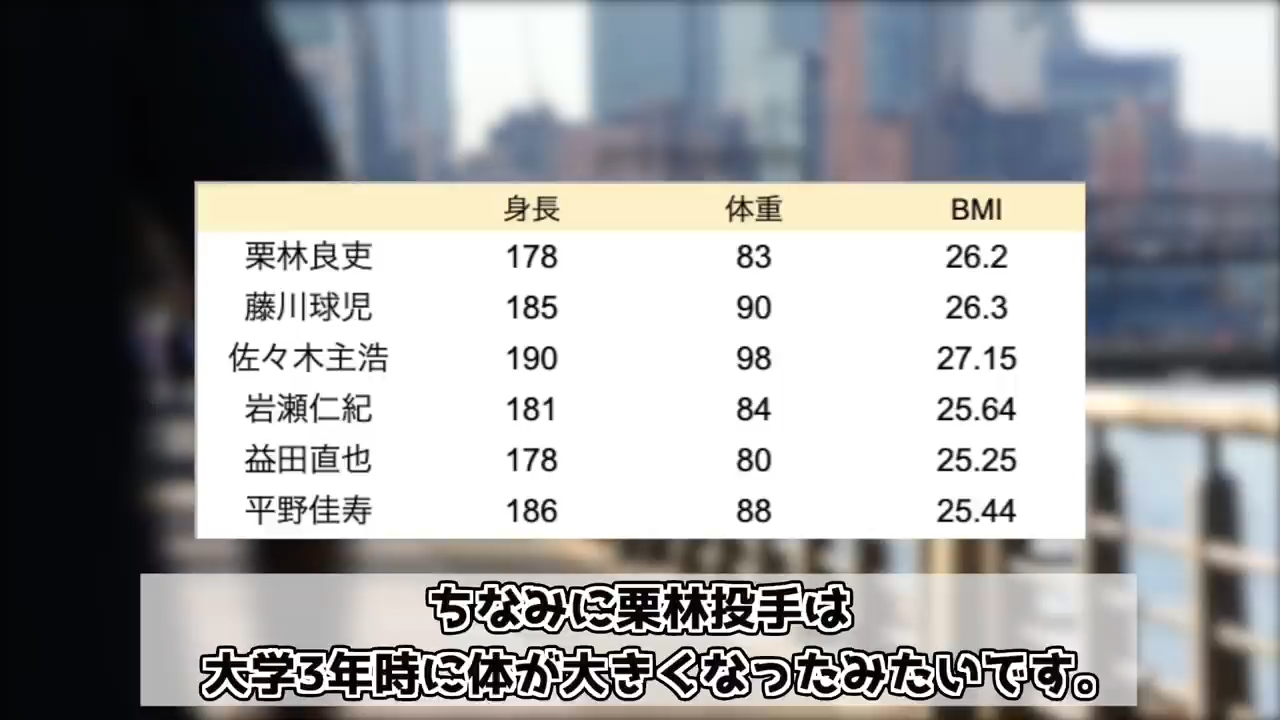 身長 体重 BMI
栗林良吏 178 83 26.2
藤川球児 185 90 26.3
佐々木主浩 190 98 27.15
岩瀬仁紀 181 84 25.64
益田直也 178 80 25.25
平野佳寿 186 88 25.44
ちなみに栗林投手は
大学3年時に体が大きくなったみたいです。